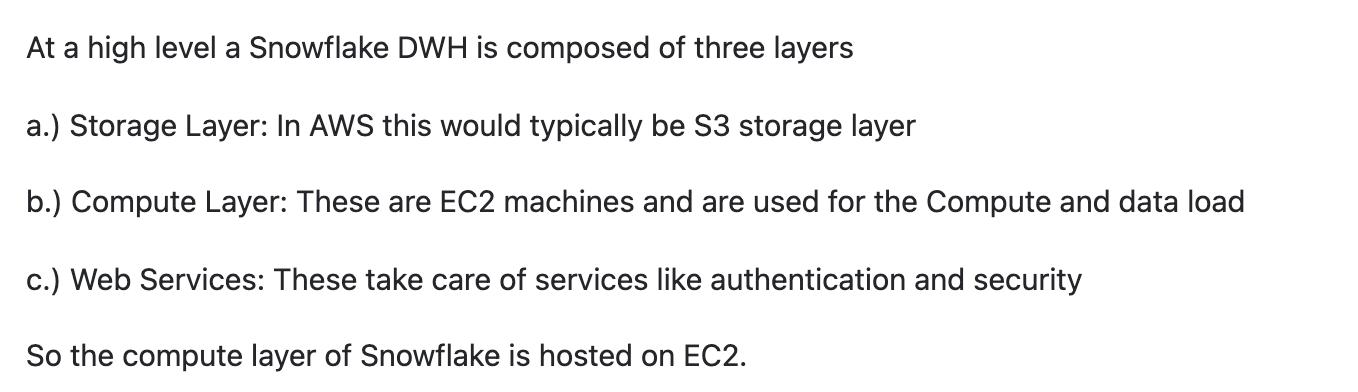 At a high level a Snowflake DWH is composed of three layers
a.) Storage Layer: In AWS this would typically be S3 storage layer
b.) Compute Layer: These are EC2 machines and are used for the Compute and data load
c.) Web Services: These take care of services like authentication and security
So the compute layer of Snowflake is hosted on EC2.